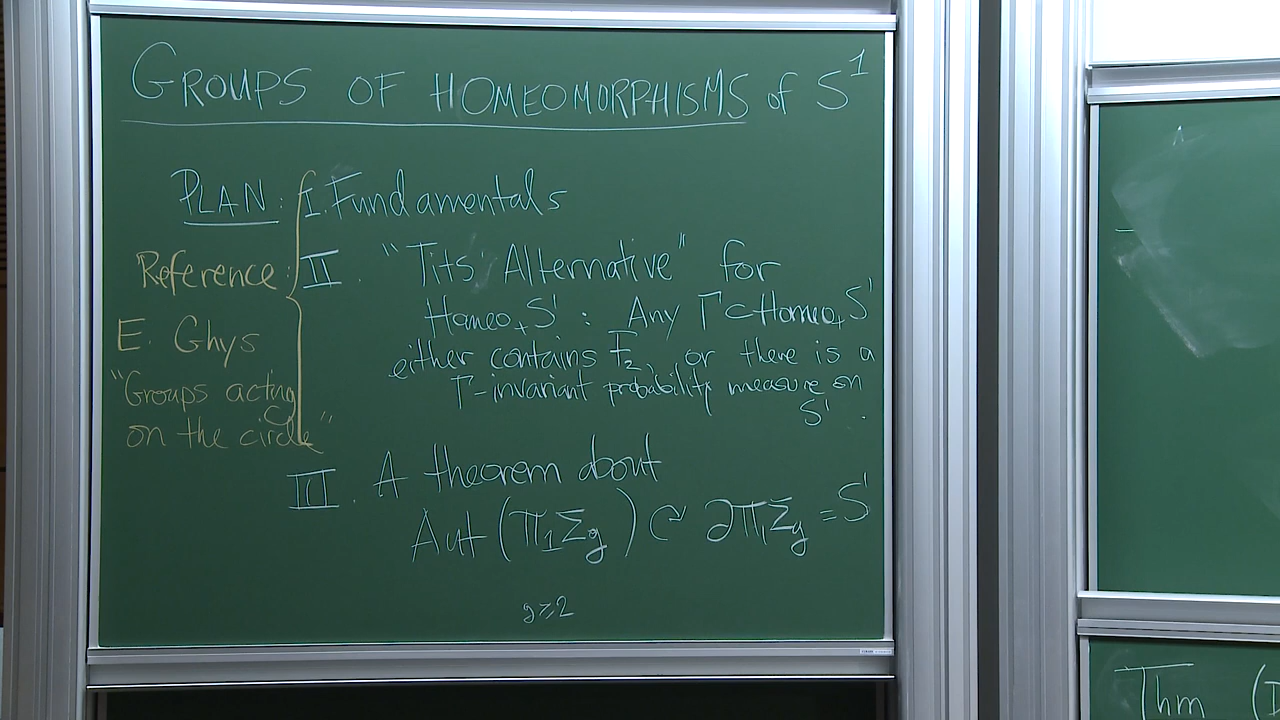 GROUPS OF HOMEOMORPHISMS of S¹
PLAN: I. Fundamentals
II. "Tits' Alternative" for
Homeo₊S¹ : Any Γ⊂Homeo₊S¹
either contains F₂, or there is a
Γ-invariant probability measure on
S¹.
III. A theorem about
Aut(π₁Σg) ↻ ∂π₁Σg = S¹
g≥2
Reference:
E. Ghys
"Groups acting
on the circle"
Thm (D